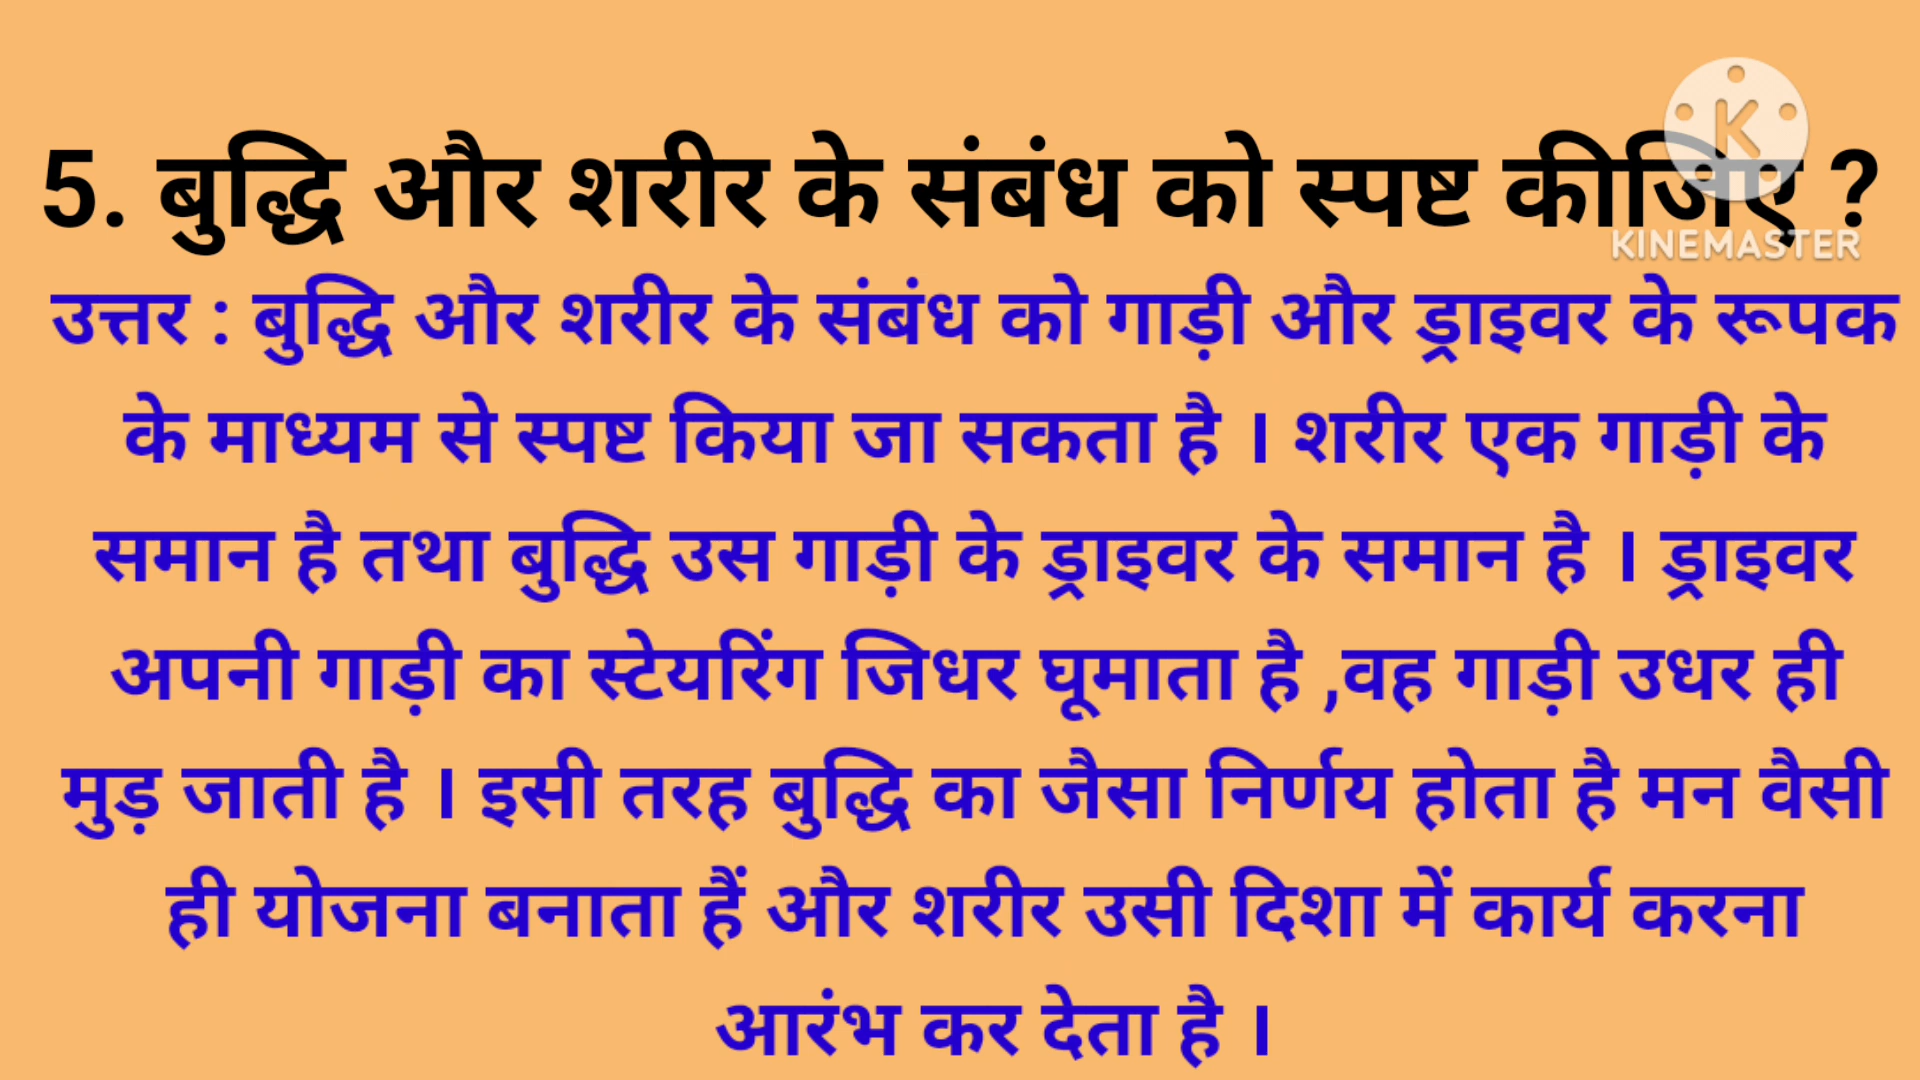 5. बुद्धि और शरीर के संबंध को स्पष्ट कीजिए ?
KINEMASTER
उत्तर : बुद्धि और शरीर के संबंध को गाड़ी और ड्राइवर के रूपक
के माध्यम से स्पष्ट किया जा सकता है । शरीर एक गाड़ी के
समान है तथा बुद्धि उस गाड़ी के ड्राइवर के समान है । ड्राइवर
अपनी गाड़ी का स्टेयरिंग जिधर घूमाता है ,वह गाड़ी उधर ही
मुड़ जाती है । इसी तरह बुद्धि का जैसा निर्णय होता है मन वैसी
ही योजना बनाता हैं और शरीर उसी दिशा में कार्य करना
आरंभ कर देता है ।